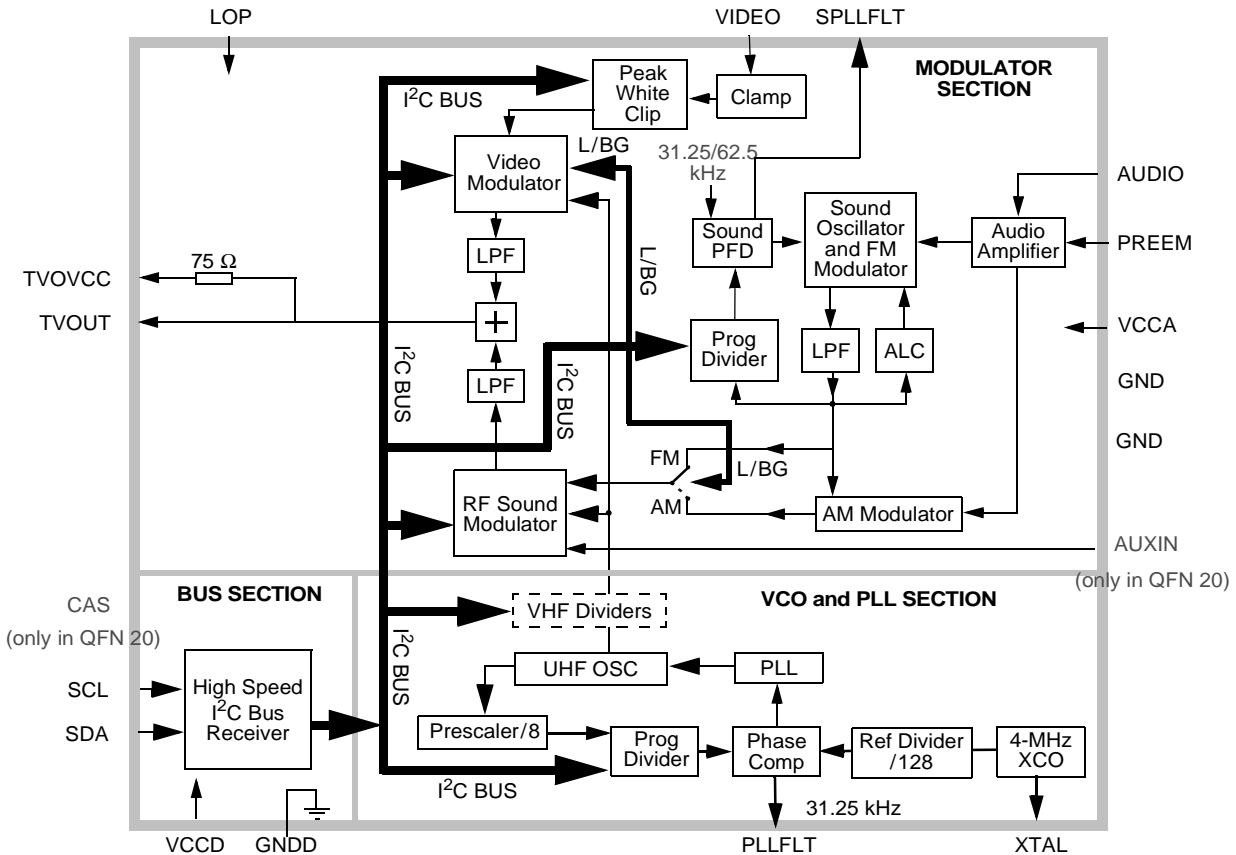 LOP
VIDEO
SPLLFLT
MODULATOR
SECTION
I²C BUS
Peak
White
Clip
Clamp
L/BG
31.25/62.5
kHz
Video
Modulator
AUDIO
Sound
PFD
Sound
Oscillator
and FM
Modulator
Audio
Amplifier
PREEM
LPF
L/BG
TVOVCC
75 Ω
TVOUT
+
VCCA
Prog
Divider
LPF
ALC
I²C BUS
LPF
I²C BUS
GND
GND
FM
L/BG
AM
RF Sound
Modulator
AM Modulator
AUXIN
(only in QFN 20)
BUS SECTION
VCO and PLL SECTION
CAS
(only in QFN 20)
VHF Dividers
I²C BUS
UHF OSC
PLL
SCL
SDA
High Speed
I²C Bus
Receiver
Prescaler/8
Prog
Divider
Phase
Comp
Ref Divider
/128
4-MHz
XCO
I²C BUS
31.25 kHz
VCCD
GNDD
PLLFLT
XTAL